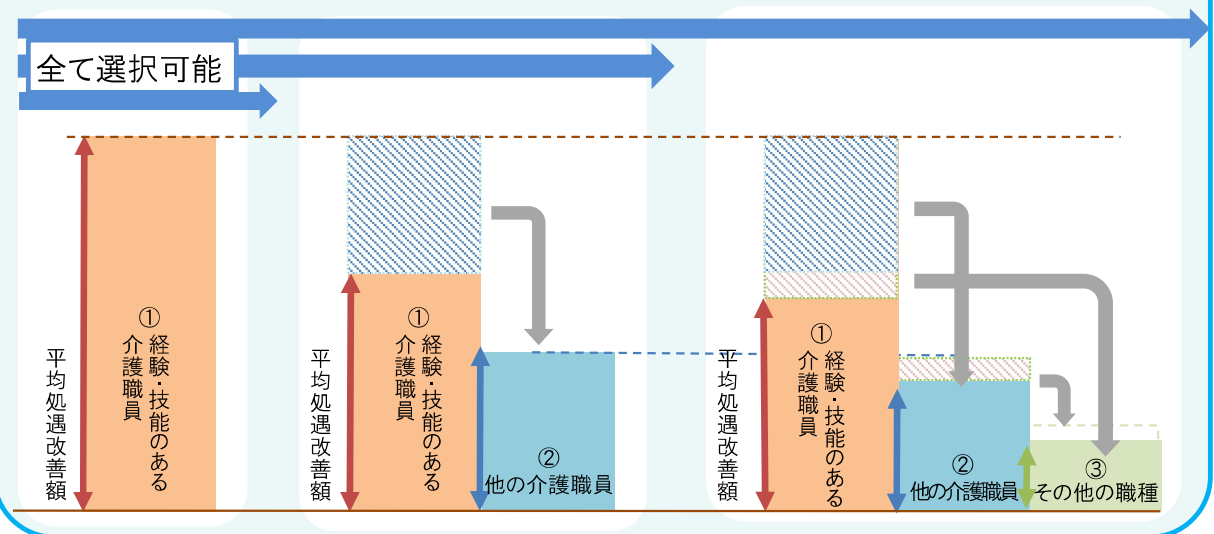 全て選択可能
平均処遇改善額
①
経験・技能のある
介護職員
平均処遇改善額
①
経験・技能のある
介護職員
②
他の介護職員
平均処遇改善額
①
経験・技能のある
介護職員
②
他の介護職員
③
その他の職種